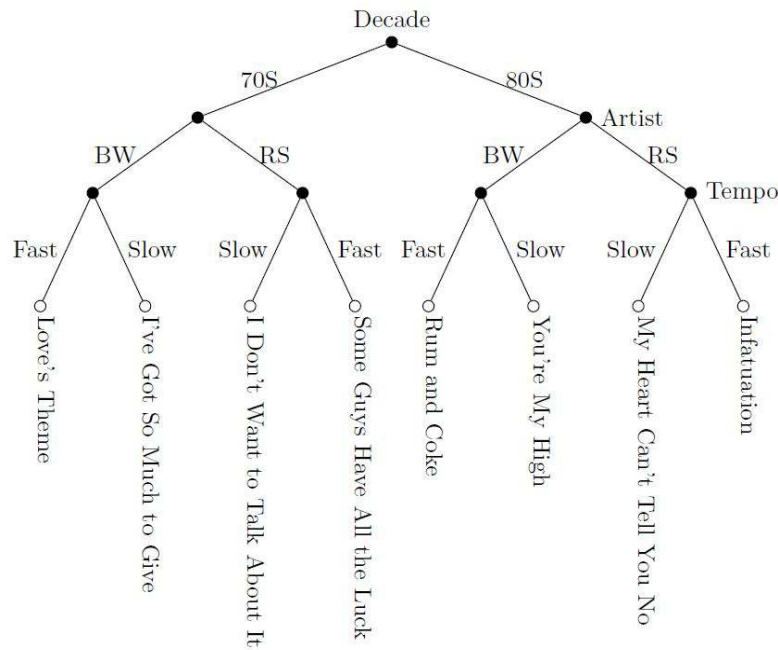 Decade
70S
80S
Artist
BW
RS
BW
RS
Tempo
Fast
Slow
Slow
Fast
Fast
Slow
Slow
Fast
Love's Theme
I've Got So Much to Give
I Don't Want to Talk About It
Some Guys Have All the Luck
Rum and Coke
You're My High
My Heart Can't Tell You No
Infatuation